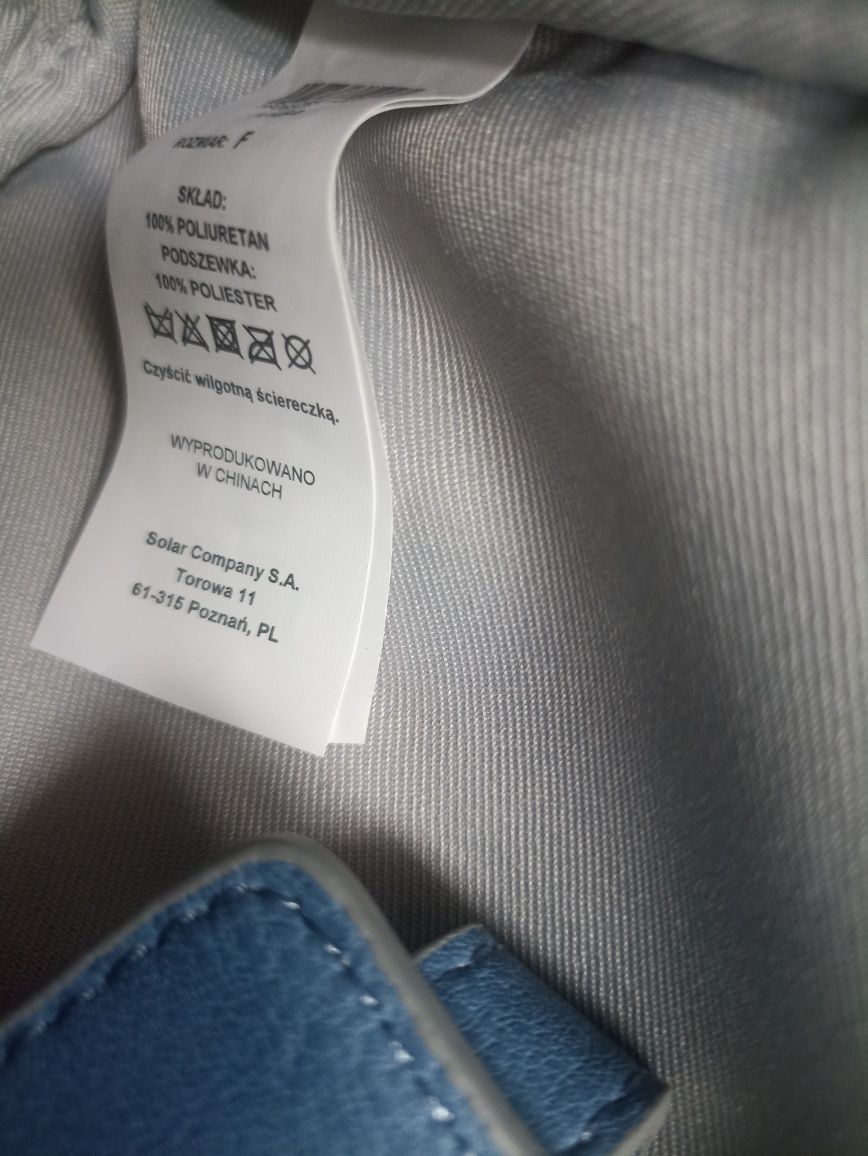 ROZMIAR: F
SKŁAD:
100% POLIURETAN
PODSZEWKA:
100% POLIESTER
Czyścić wilgotną ściereczką.
WYPRODUKOWANO
W CHINACH
Solar Company S.A.
Torowa 11
61-315 Poznań, PL